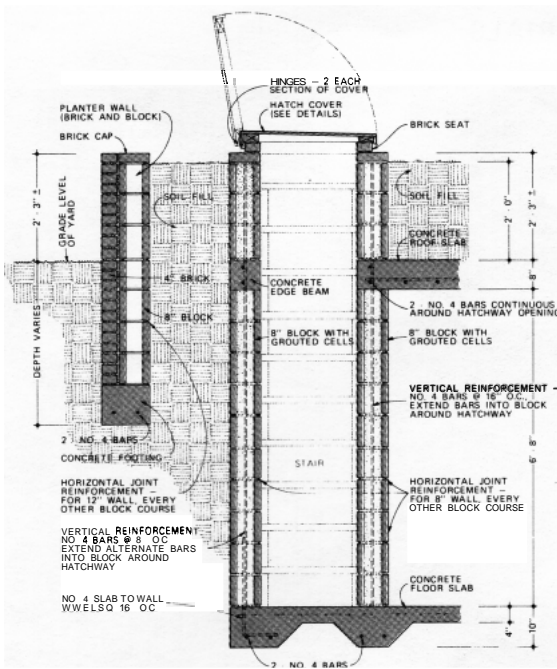 HINGES – 2 EACH
SECTION OF COVER
HATCH COVER
(SEE DETAILS)
PLANTER WALL
(BRICK AND BLOCK)
BRICK CAP
BRICK SEAT
2' - 3" ±
GRADE LEVEL
OF YARD
SOIL FILL
SOIL FILL
2' - 0"
2' - 3" ±
CONCRETE
ROOF SLAB
4" BRICK
8" BLOCK
CONCRETE
EDGE BEAM
8"
2 - NO. 4 BARS CONTINUOUS
AROUND HATCHWAY OPENING
DEPTH VARIES
8" BLOCK WITH
GROUTED CELLS
8" BLOCK WITH
GROUTED CELLS
VERTICAL REINFORCEMENT –
NO. 4 BARS @ 16" O.C.,
EXTEND BARS INTO BLOCK
AROUND HATCHWAY
6' - 8"
2 - NO. 4 BARS
CONCRETE FOOTING
STAIR
HORIZONTAL JOINT
REINFORCEMENT –
FOR 12" WALL, EVERY
OTHER BLOCK COURSE
HORIZONTAL JOINT
REINFORCEMENT –
FOR 8" WALL, EVERY
OTHER BLOCK COURSE
VERTICAL REINFORCEMENT
NO 4 BARS @ 8 OC
EXTEND ALTERNATE BARS
INTO BLOCK AROUND
HATCHWAY
NO 4 SLAB TO WALL
WWELSQ 16 OC
CONCRETE
FLOOR SLAB
4"
10"
2 - NO. 4 BARS